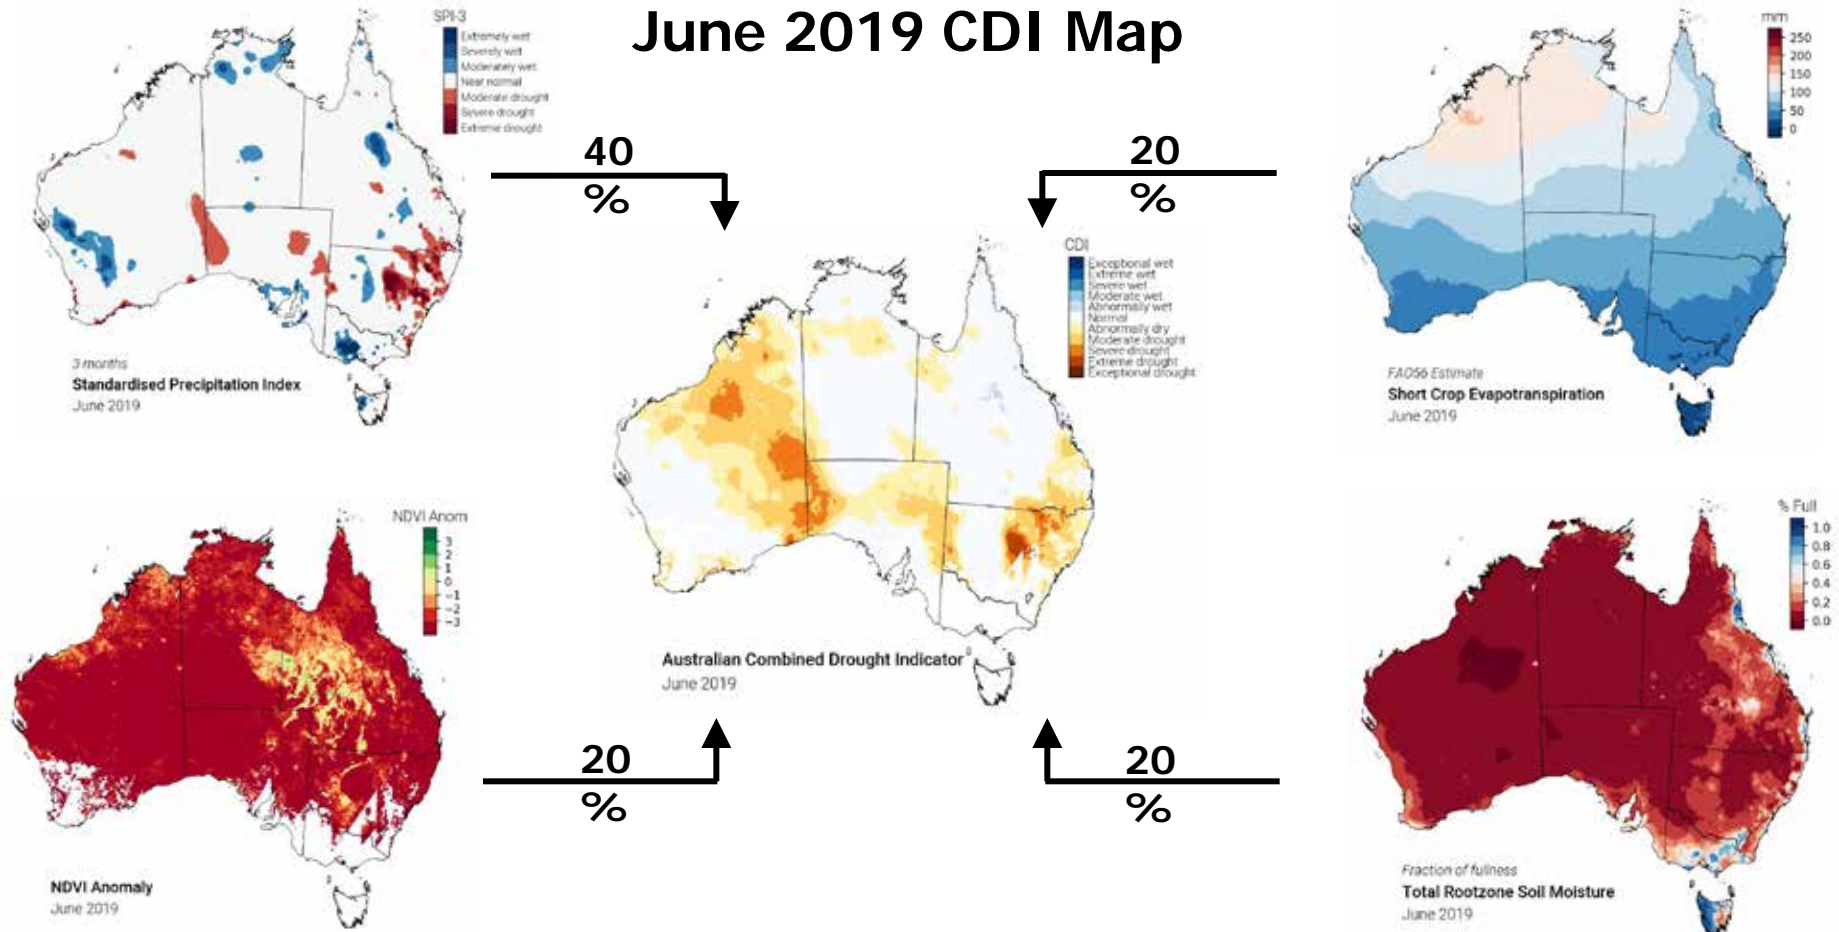 June 2019 CDI Map
SPI-3
Extremely wet
Severely wet
Moderately wet
Near normal
Moderate drought
Severe drought
Extreme drought
3 months
Standardised Precipitation Index
June 2019
40
%
20
%
mm
250
200
150
100
50
0
FAO56 Estimate
Short Crop Evapotranspiration
June 2019
CDI
Exceptional wet
Extreme wet
Severe wet
Moderate wet
Abnormally wet
Normal
Abnormally dry
Moderate drought
Severe drought
Extreme drought
Exceptional drought
Australian Combined Drought Indicator
June 2019
NDVI Anom
3
2
1
0
−1
−2
−3
NDVI Anomaly
June 2019
20
%
20
%
% Full
1.0
0.8
0.6
0.4
0.2
0.0
Fraction of fullness
Total Rootzone Soil Moisture
June 2019